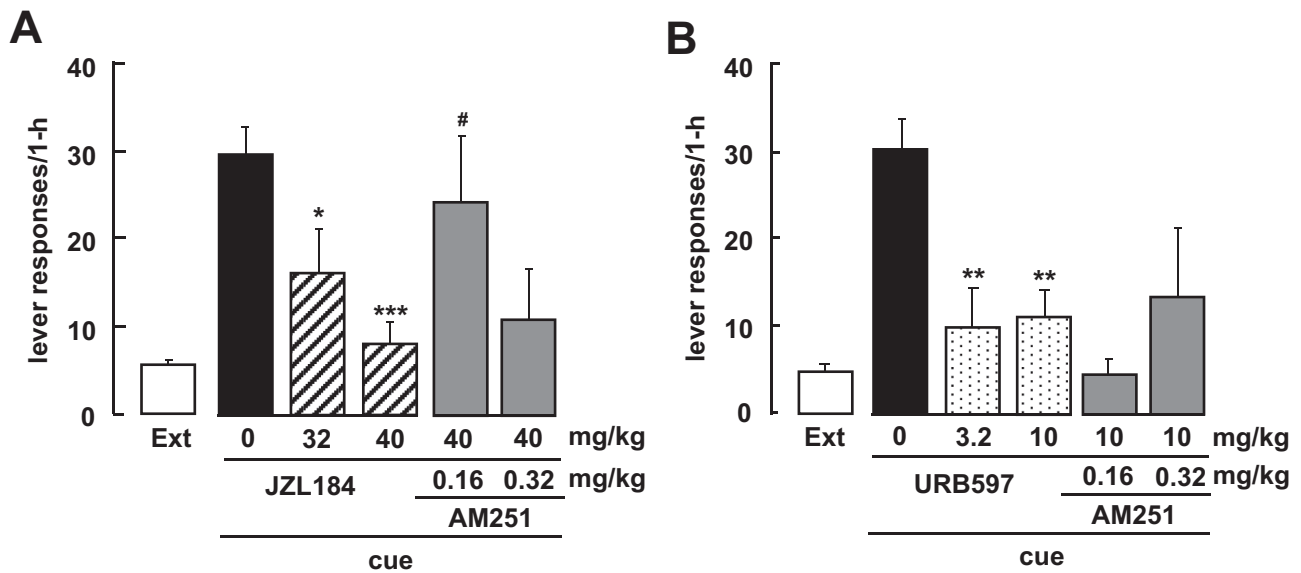 A
lever responses/1-h
40
30
20
10
0
*
***
#
Ext 0 32 40 40 40 mg/kg
JZL184 0.16 0.32 mg/kg
AM251
cue
B
lever responses/1-h
40
30
20
10
0
**
**
Ext 0 3.2 10 10 10 mg/kg
URB597 0.16 0.32 mg/kg
AM251
cue